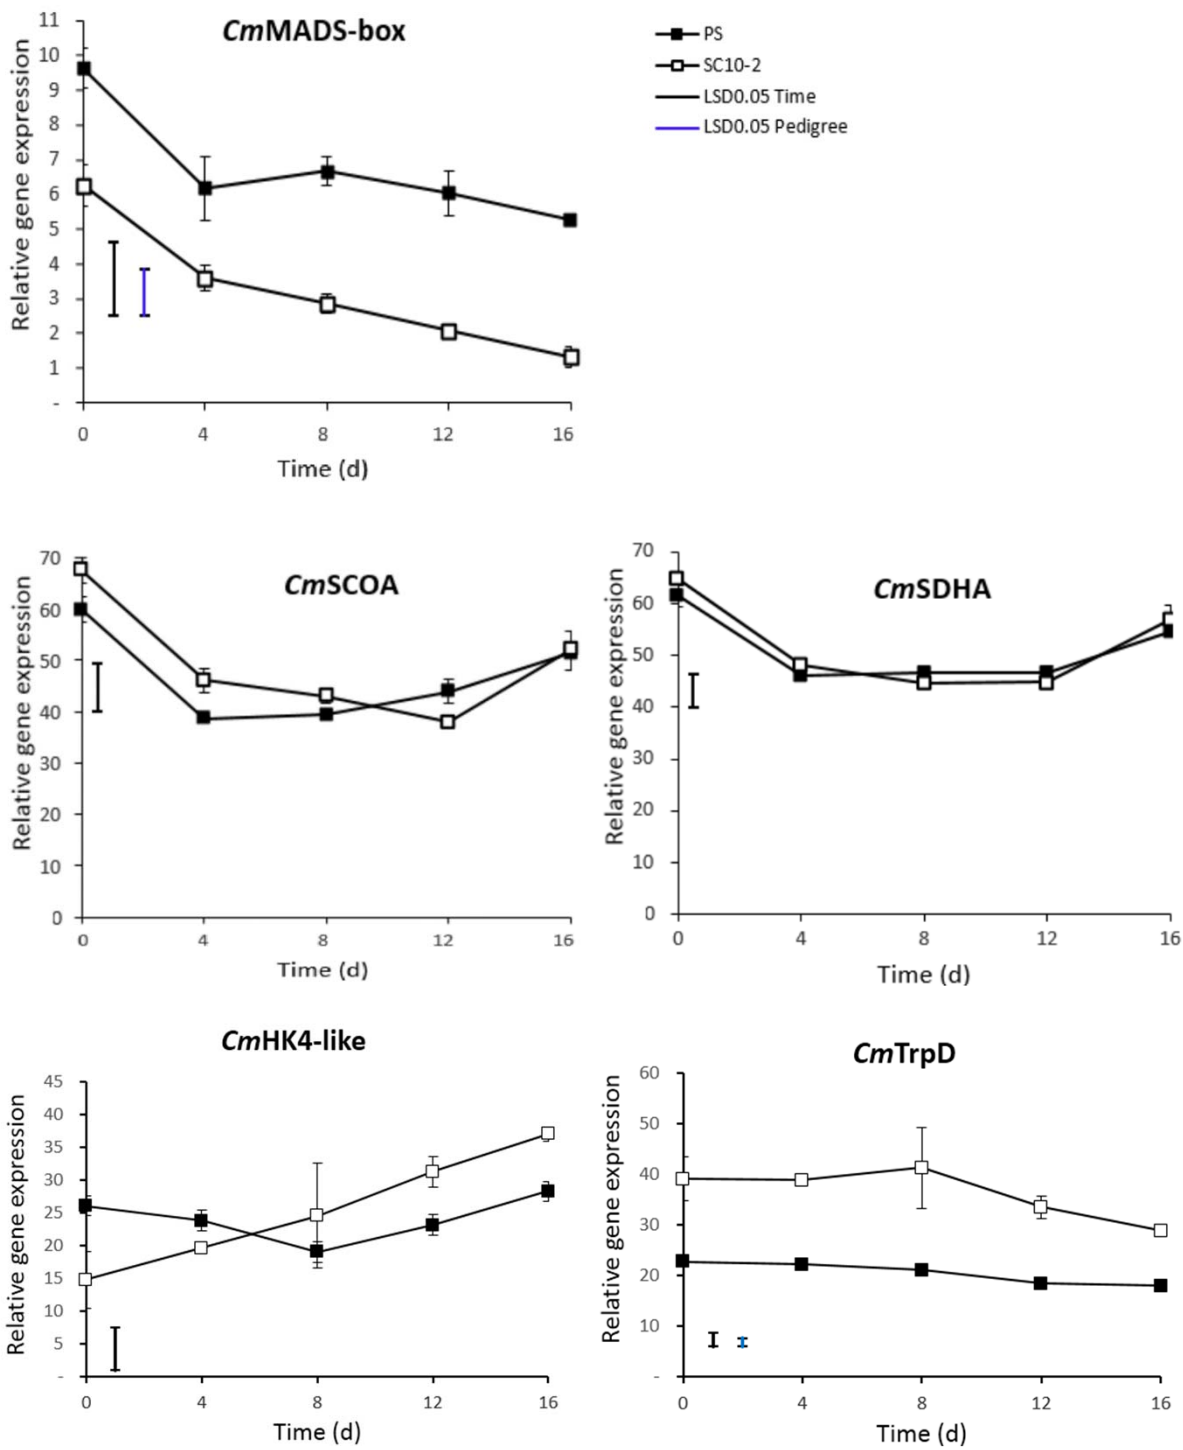 CmMADS-box
PS
SC10-2
LSD0.05 Time
LSD0.05 Pedigree
Relative gene expression
11
10
9
8
7
6
5
4
3
2
1
-
0 4 8 12 16
Time (d)
CmSCOA
Relative gene expression
70
60
50
40
30
20
10
0
0 4 8 12 16
Time (d)
CmSDHA
Relative gene expression
70
60
50
40
30
20
10
0
0 4 8 12 16
Time (d)
CmHK4-like
Relative gene expression
45
40
35
30
25
20
15
10
5
-
0 4 8 12 16
Time (d)
CmTrpD
Relative gene expression
60
50
40
30
20
10
-
0 4 8 12 16
Time (d)